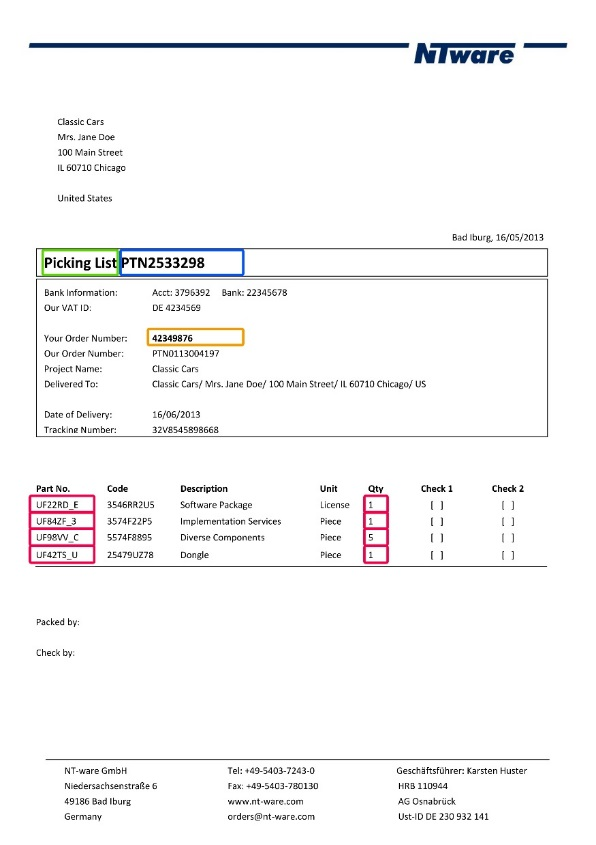 NTware
Classic Cars
Mrs. Jane Doe
100 Main Street
IL 60710 Chicago
United States
Bad Iburg, 16/05/2013
Picking List PTN2533298
Bank Information: Acct: 3796392 Bank: 22345678
Our VAT ID: DE 4234569
Your Order Number: 42349876
Our Order Number: PTN0113004197
Project Name: Classic Cars
Delivered To: Classic Cars/ Mrs. Jane Doe/ 100 Main Street/ IL 60710 Chicago/ US
Date of Delivery: 16/06/2013
Tracking Number: 32V8545898668
Part No. Code Description Unit Qty Check 1 Check 2
UF22RD_E 3546RR2U5 Software Package License 1 [ ] [ ]
UF84ZF_3 3574F22P5 Implementation Services Piece 1 [ ] [ ]
UF98VV_C 5574F8895 Diverse Components Piece 5 [ ] [ ]
UF42TS_U 25479UZ78 Dongle Piece 1 [ ] [ ]
Packed by:
Check by:
NT-ware GmbH Tel: +49-5403-7243-0 Geschäftsführer: Karsten Huster
Niedersachsenstraße 6 Fax: +49-5403-780130 HRB 110944
49186 Bad Iburg www.nt-ware.com AG Osnabrück
Germany orders@nt-ware.com Ust-ID DE 230 932 141